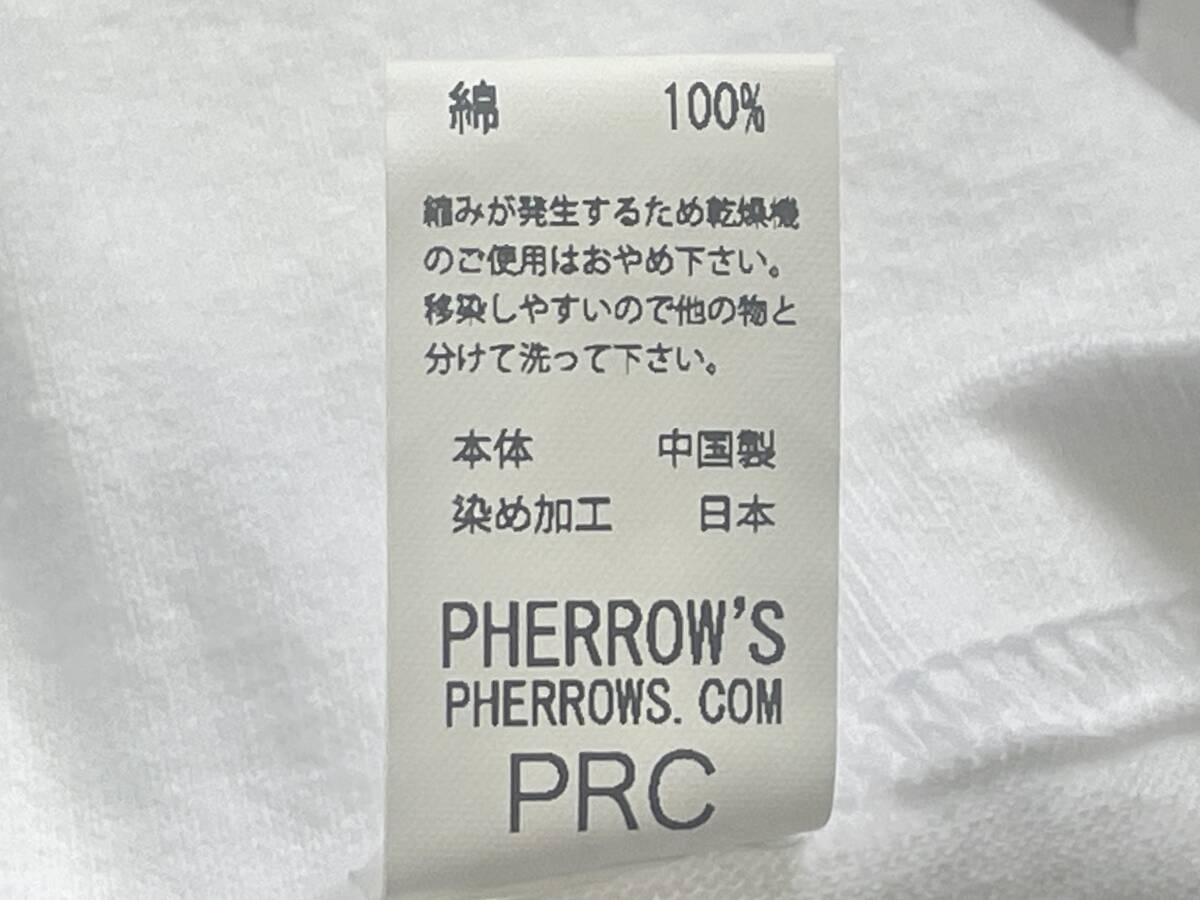 綿 100%
縮みが発生するため乾燥機
のご使用はおやめ下さい。
移染しやすいので他の物と
分けて洗って下さい。
本体 中国製
染め加工 日本
PHERROW'S
PHERROWS.COM
PRC